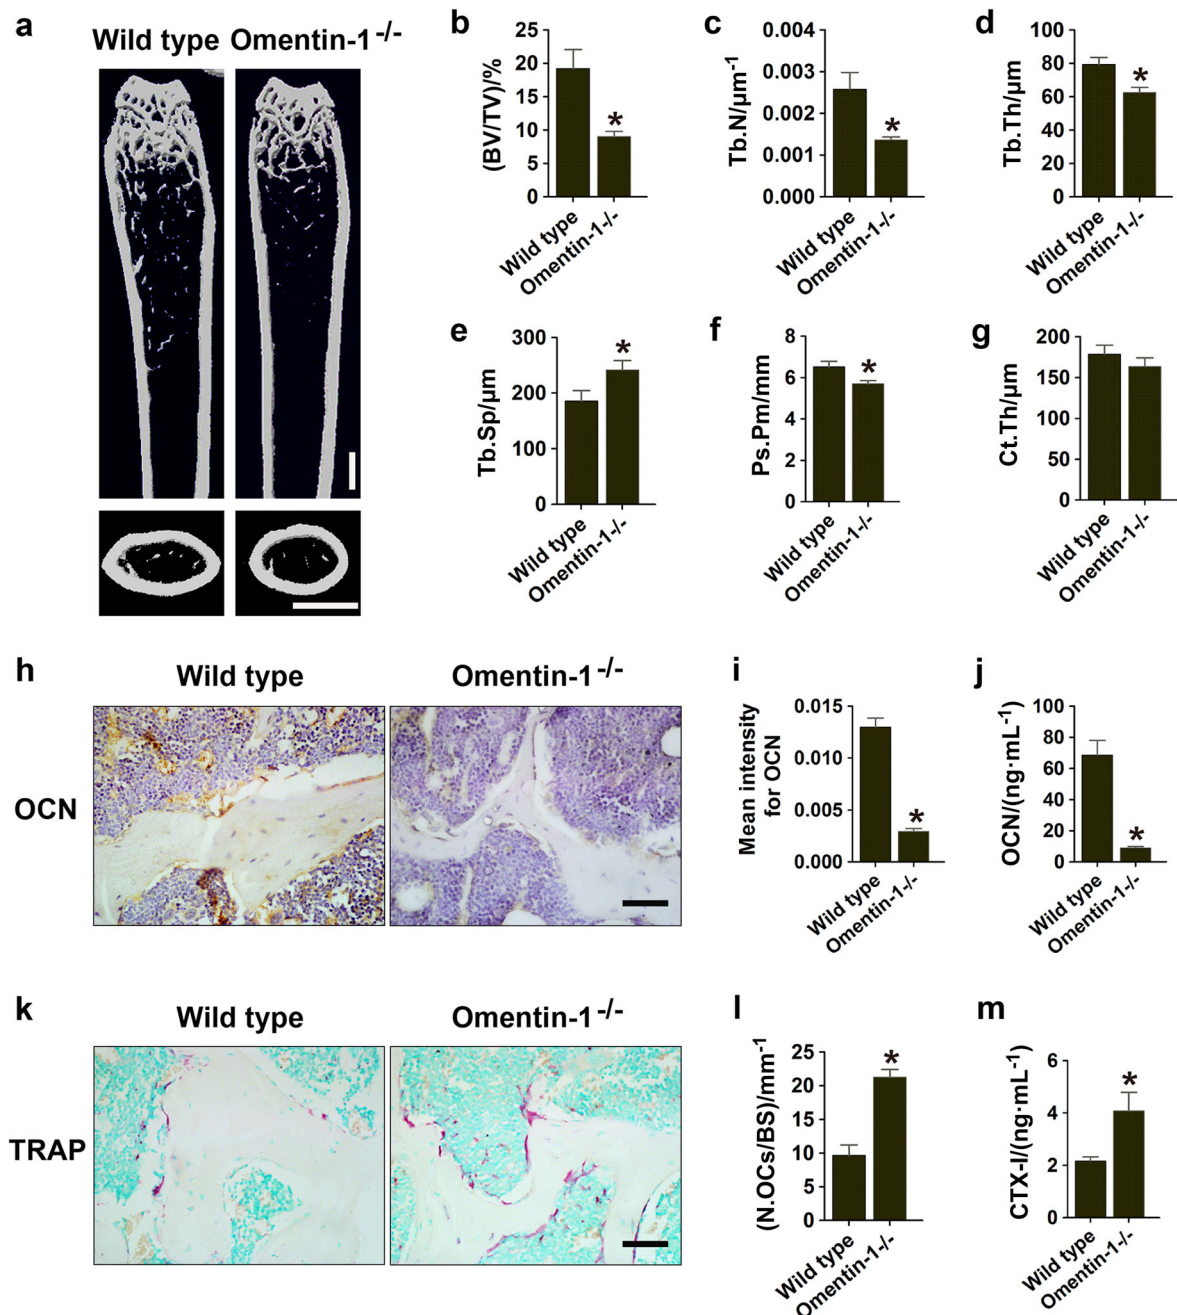 a
Wild type Omentin-1-/-
b
(BV/TV)/%
25
20
15
10
5
0
*
Wild type
Omentin-1-/-
c
Tb.N/µm-1
0.004
0.003
0.002
0.001
0.000
*
Wild type
Omentin-1-/-
d
Tb.Th/µm
100
80
60
40
20
0
*
Wild type
Omentin-1-/-
e
Tb.Sp/µm
300
200
100
0
*
Wild type
Omentin-1-/-
f
Ps.Pm/mm
8
6
4
2
0
*
Wild type
Omentin-1-/-
g
Ct.Th/µm
200
150
100
50
0
Wild type
Omentin-1-/-
h
Wild type
Omentin-1-/-
OCN
i
Mean intensity
for OCN
0.015
0.010
0.005
0.000
*
Wild type
Omentin-1-/-
j
OCN/(ng·mL-1)
100
80
60
40
20
0
*
Wild type
Omentin-1-/-
k
Wild type
Omentin-1-/-
TRAP
l
(N.OCs/BS)/mm-1
25
20
15
10
5
0
*
Wild type
Omentin-1-/-
m
CTX-I/(ng·mL-1)
6
4
2
0
*
Wild type
Omentin-1-/-